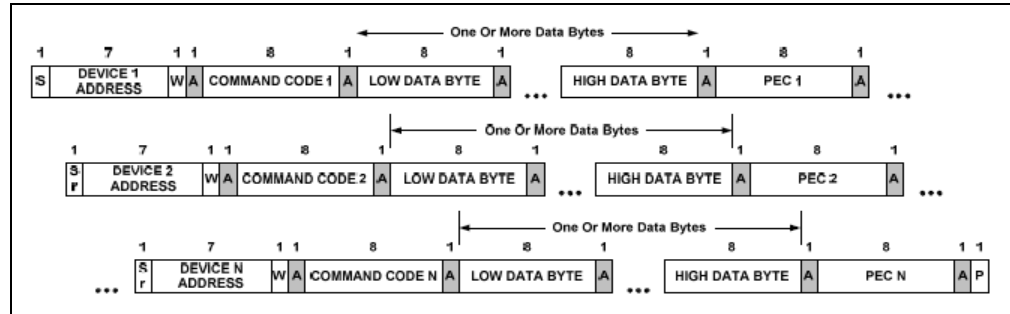 One Or More Data Bytes
1 7 1 1 8 1 8 1 8 1 8 1
S DEVICE 1 ADDRESS W A COMMAND CODE 1 A LOW DATA BYTE A ... HIGH DATA BYTE A PEC 1 A ...
One Or More Data Bytes
1 7 1 1 8 1 8 1 8 1 8 1
Sr DEVICE 2 ADDRESS W A COMMAND CODE 2 A LOW DATA BYTE A ... HIGH DATA BYTE A PEC 2 A ...
One Or More Data Bytes
1 7 1 1 8 1 8 1 8 1 8 1 1
... Sr DEVICE N ADDRESS W A COMMAND CODE N A LOW DATA BYTE A ... HIGH DATA BYTE A PEC N A P